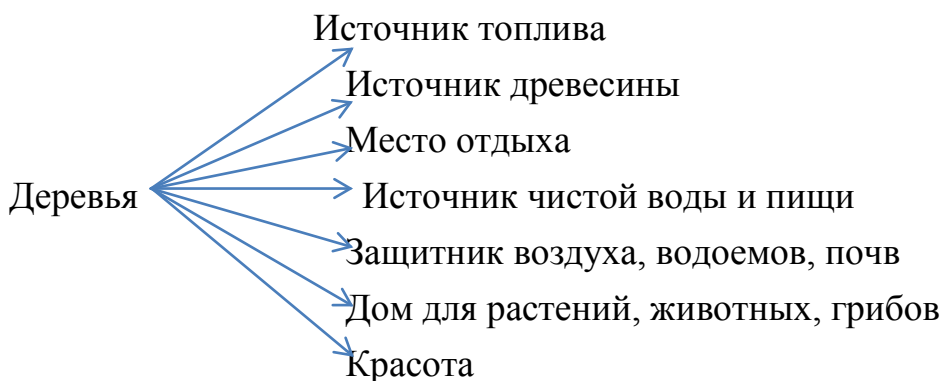 Источник топлива
Источник древесины
Место отдыха
Деревья
Источник чистой воды и пищи
Защитник воздуха, водоемов, почв
Дом для растений, животных, грибов
Красота